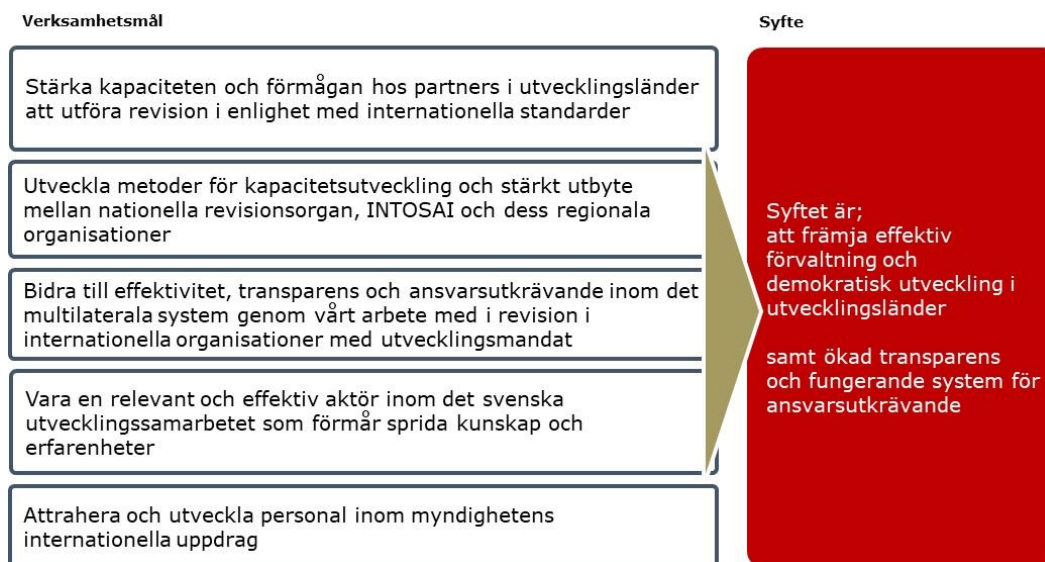 Verksamhetsmål
Stärka kapaciteten och förmågan hos partners i utvecklingsländer
att utföra revision i enlighet med internationella standarder
Utveckla metoder för kapacitetsutveckling och stärkt utbyte
mellan nationella revisionsorgan, INTOSAI och dess regionala
organisationer
Bidra till effektivitet, transparens och ansvarsutkrävande inom det
multilaterala system genom vårt arbete med i revision i
internationella organisationer med utvecklingsmandat
Vara en relevant och effektiv aktör inom det svenska
utvecklingssamarbetet som förmår sprida kunskap och
erfarenheter
Attrahera och utveckla personal inom myndighetens
internationella uppdrag
Syfte
Syftet är;
att främja effektiv
förvaltning och
demokratisk utveckling i
utvecklingsländer
samt ökad transparens
och fungerande system för
ansvarsutkrävande